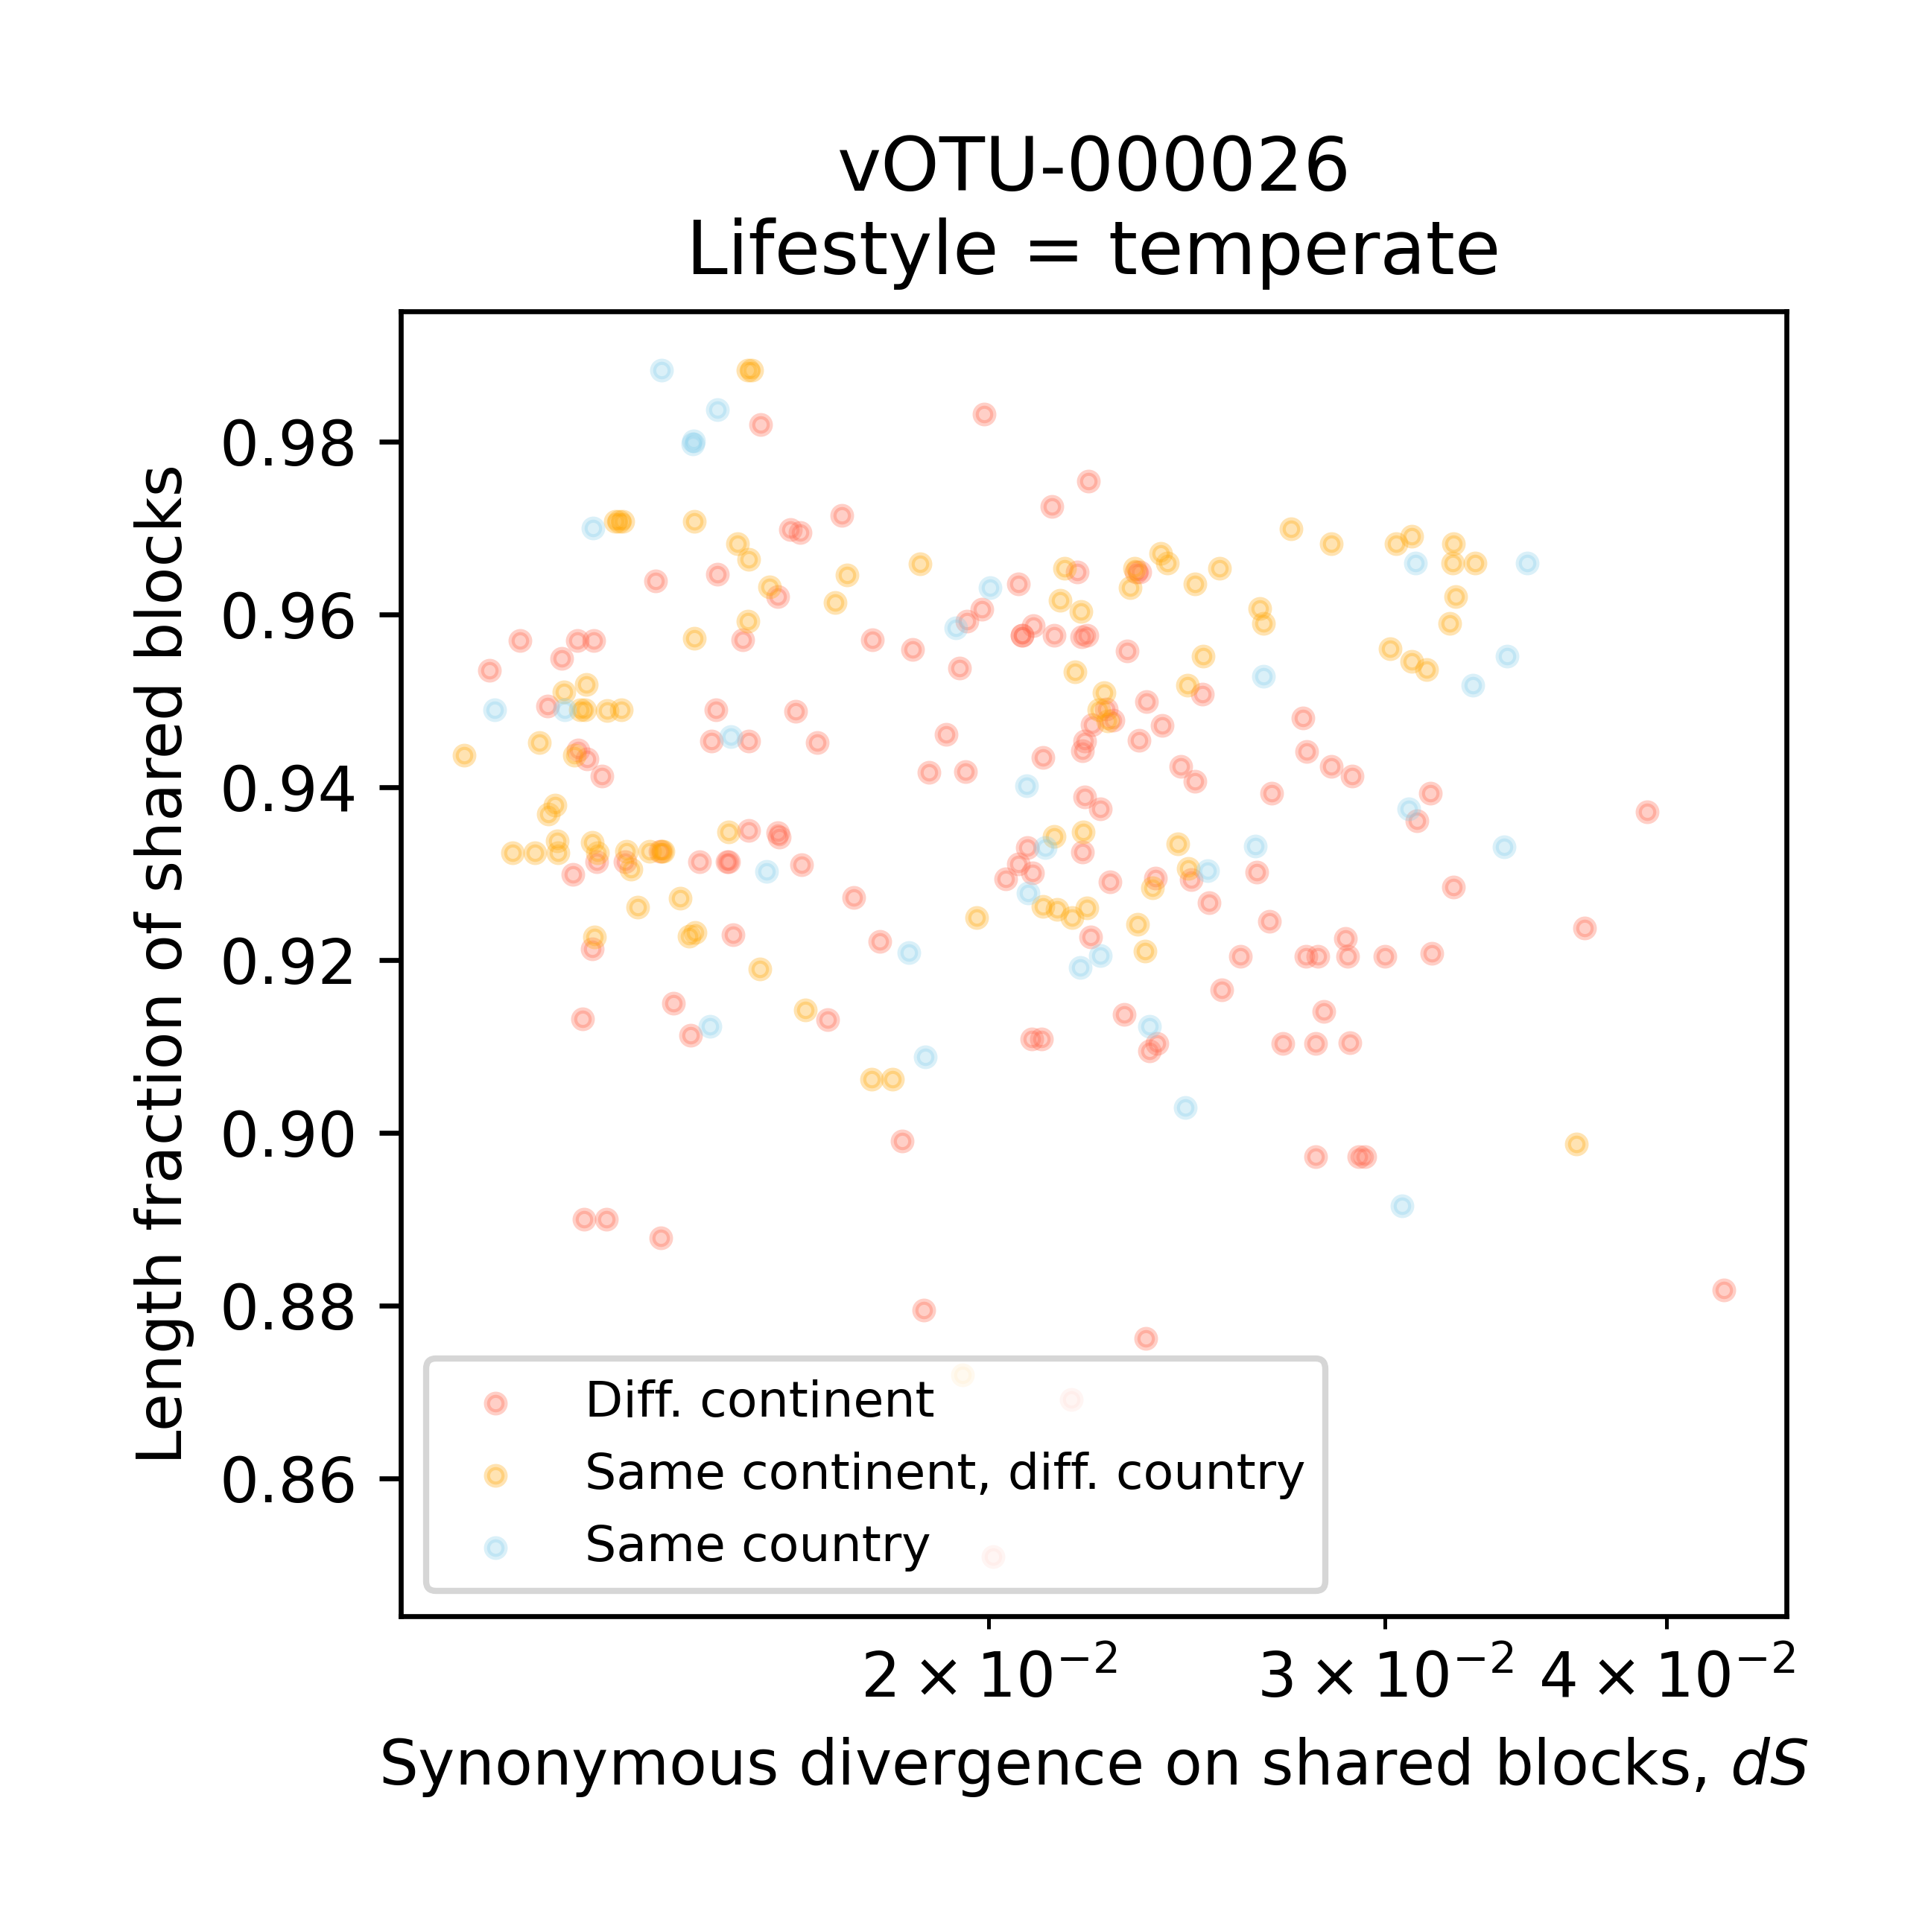 vOTU-000026
Lifestyle = temperate
Length fraction of shared blocks
0.98
0.96
0.94
0.92
0.90
0.88
0.86
Diff. continent
Same continent, diff. country
Same country
2 × 10⁻² 3 × 10⁻² 4 × 10⁻²
Synonymous divergence on shared blocks, dS